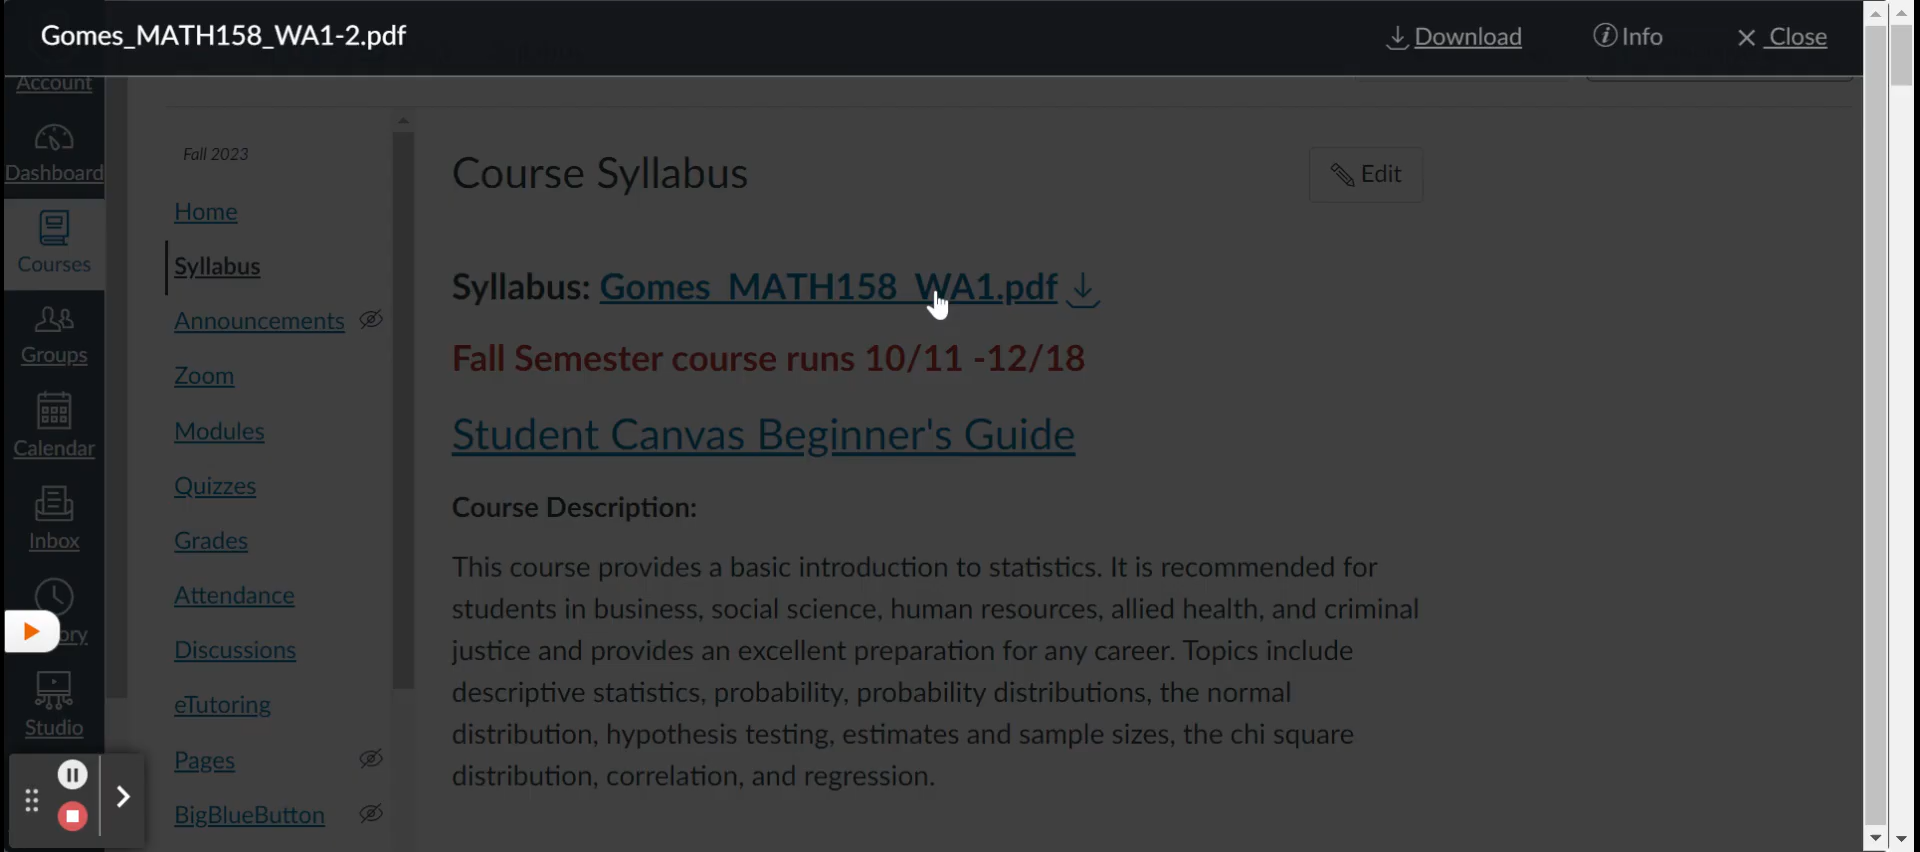 Gomes_MATH158_WA1-2.pdf
Download
Info
Close
Account
Dashboard
Courses
Groups
Calendar
Inbox
ory
Studio
Fall 2023
Home
Syllabus
Announcements
Zoom
Modules
Quizzes
Grades
Attendance
Discussions
eTutoring
Pages
BigBlueButton
Course Syllabus
Edit
Syllabus: Gomes_MATH158_WA1.pdf
Fall Semester course runs 10/11 -12/18
Student Canvas Beginner's Guide
Course Description:
This course provides a basic introduction to statistics. It is recommended for
students in business, social science, human resources, allied health, and criminal
justice and provides an excellent preparation for any career. Topics include
descriptive statistics, probability, probability distributions, the normal
distribution, hypothesis testing, estimates and sample sizes, the chi square
distribution, correlation, and regression.